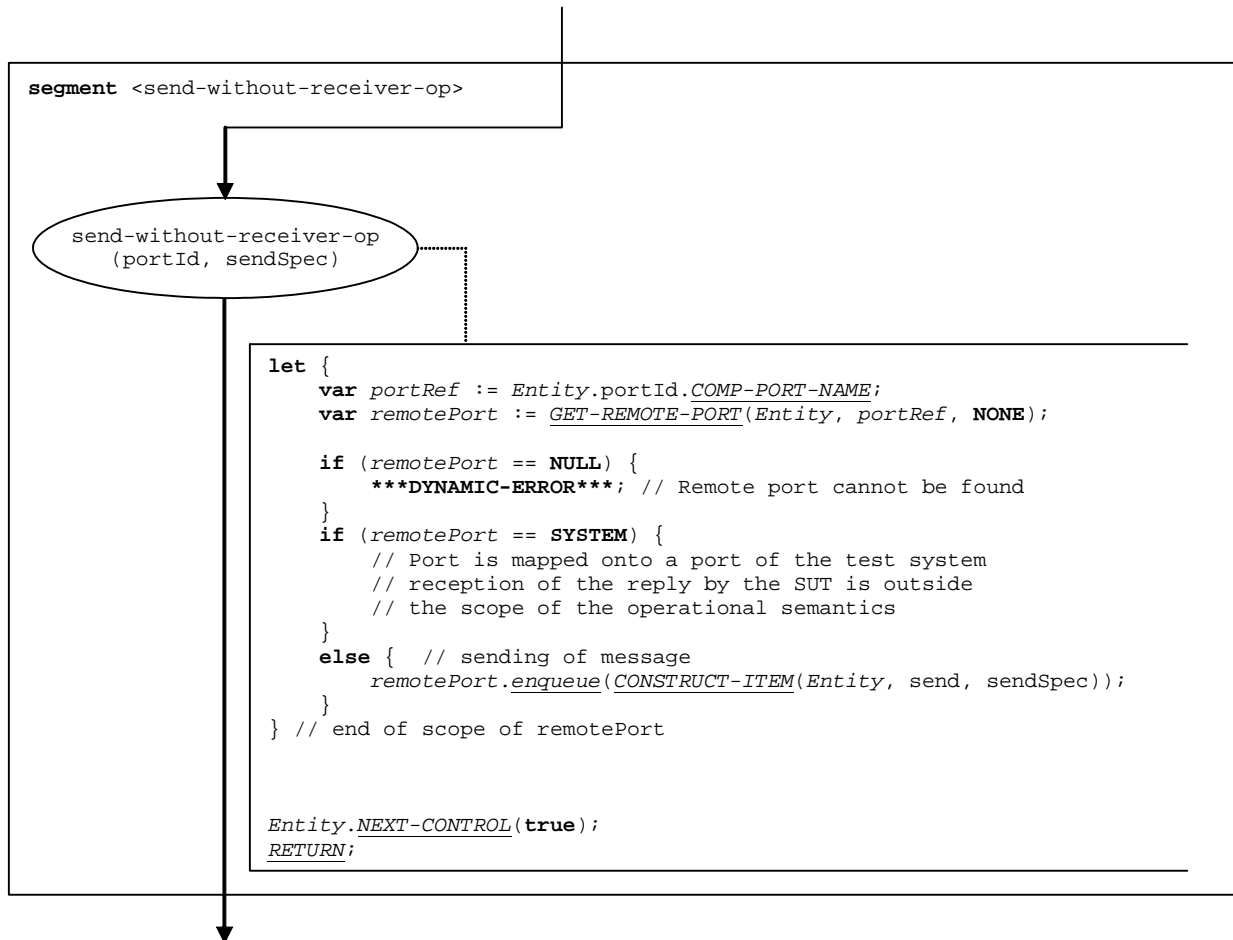 segment <send-without-receiver-op>
send-without-receiver-op
(portId, sendSpec)
let {
var portRef := Entity.portId.COMP-PORT-NAME;
var remotePort := GET-REMOTE-PORT(Entity, portRef, NONE);
if (remotePort == NULL) {
***DYNAMIC-ERROR***; // Remote port cannot be found
}
if (remotePort == SYSTEM) {
// Port is mapped onto a port of the test system
// reception of the reply by the SUT is outside
// the scope of the operational semantics
}
else { // sending of message
remotePort.enqueue(CONSTRUCT-ITEM(Entity, send, sendSpec));
}
} // end of scope of remotePort
Entity.NEXT-CONTROL(true);
RETURN;